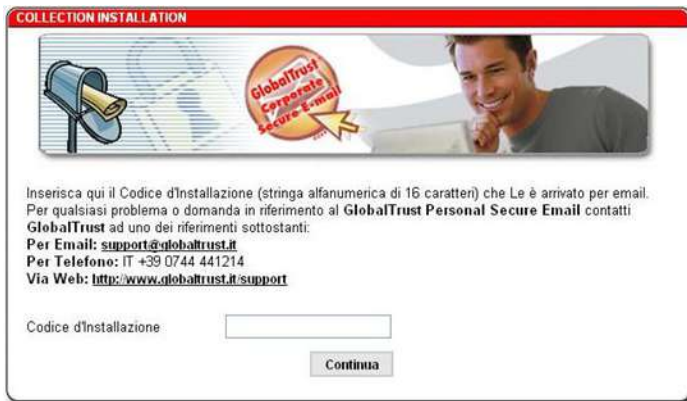 COLLECTION INSTALLATION
GlobalTrust
Corporate
Secure E-mail
Inserisca qui il Codice d'Installazione (stringa alfanumerica di 16 caratteri) che Le è arrivato per email.
Per qualsiasi problema o domanda in riferimento al GlobalTrust Personal Secure Email contatti
GlobalTrust ad uno dei riferimenti sottostanti:
Per Email: support@globaltrust.it
Per Telefono: IT +39 0744 441214
Via Web: http://www.globaltrust.it/support
Codice d'Installazione
Continua